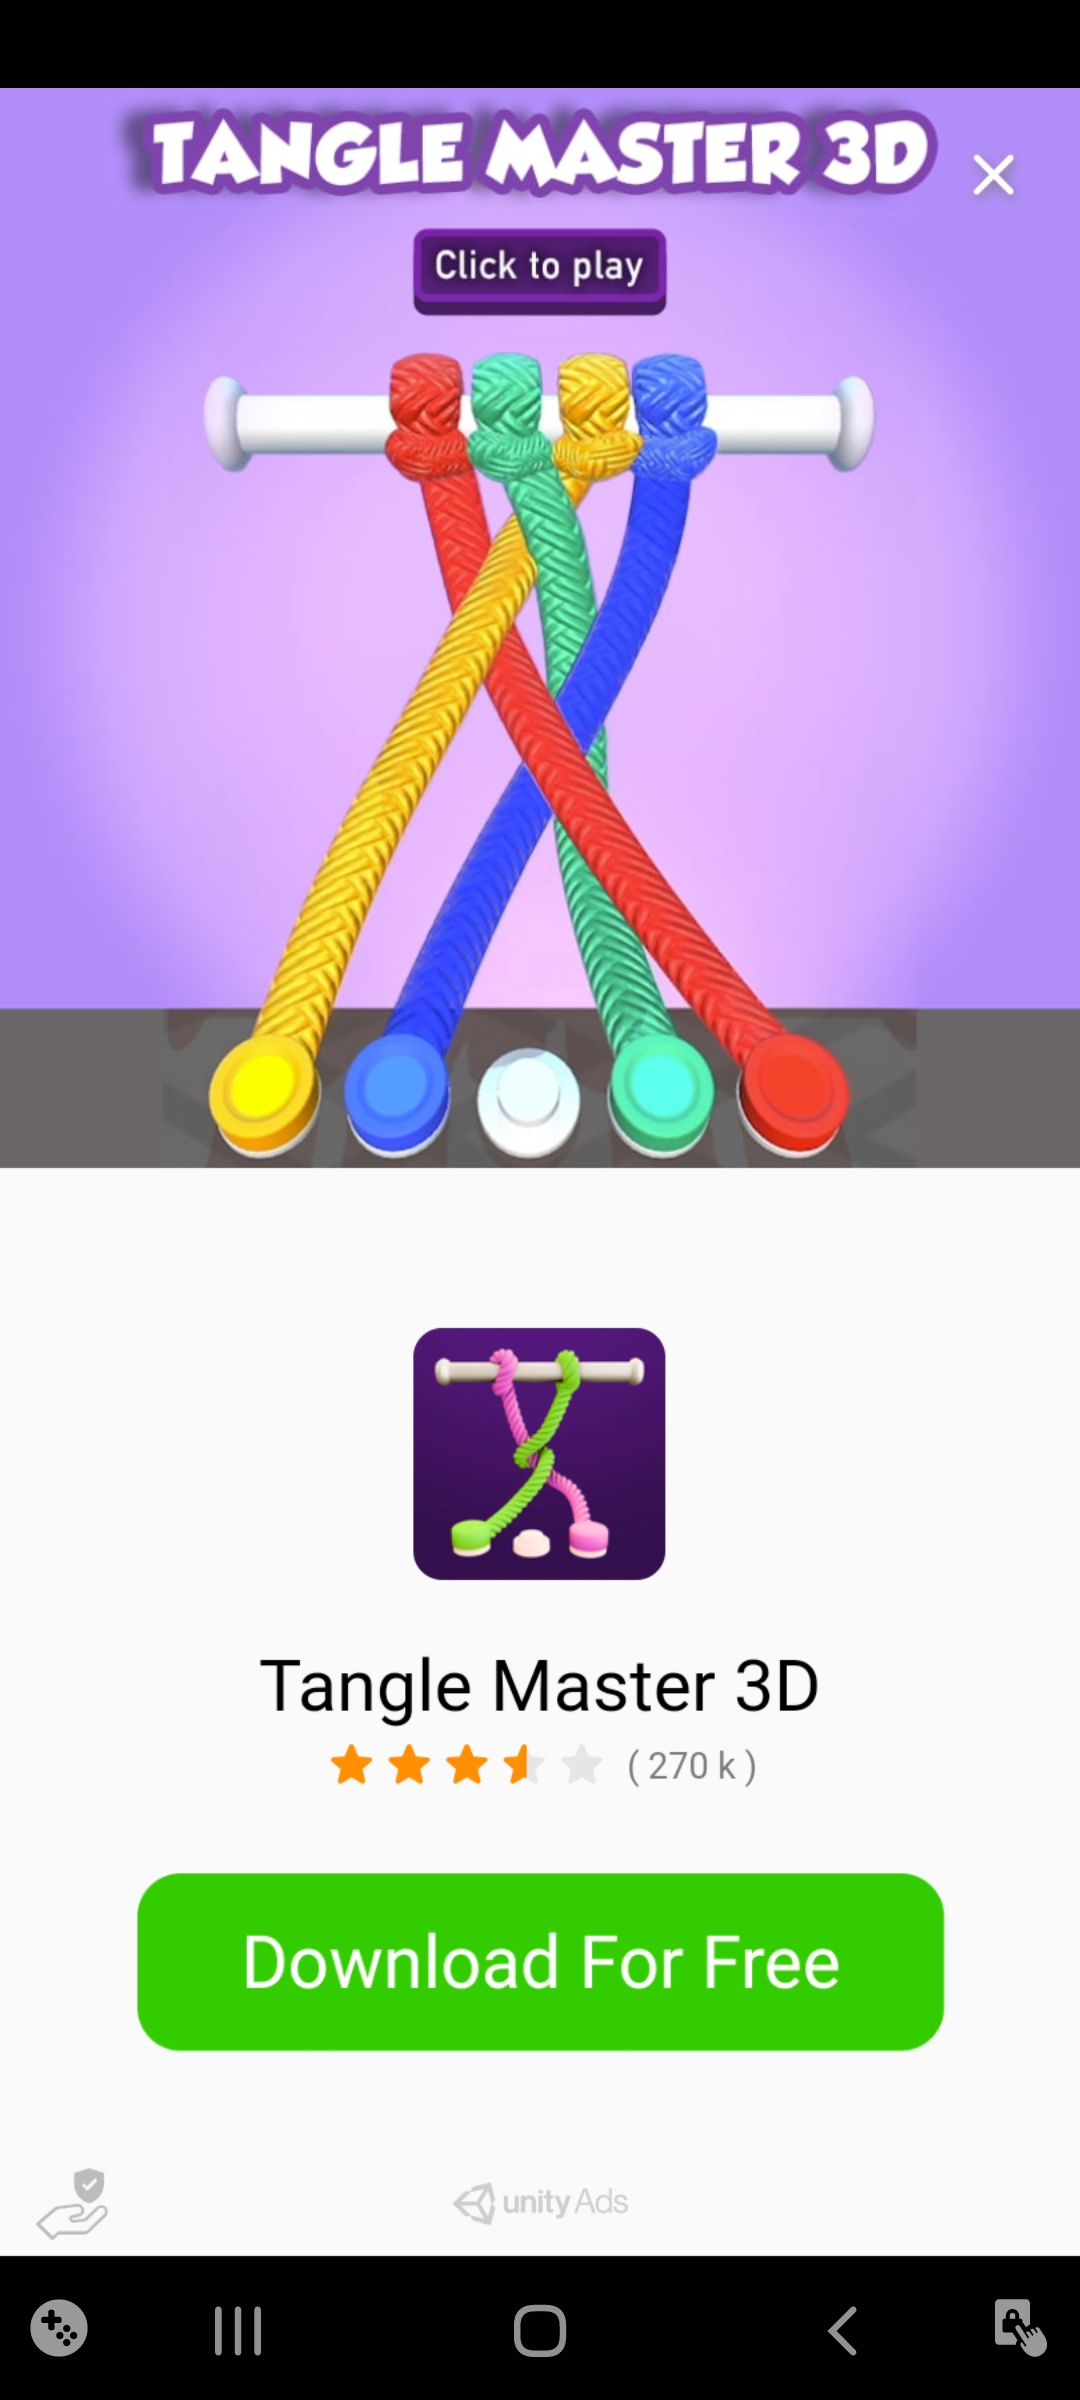 TANGLE MASTER 3D
Click to play
Tangle Master 3D
( 270 k )
Download For Free
unity Ads